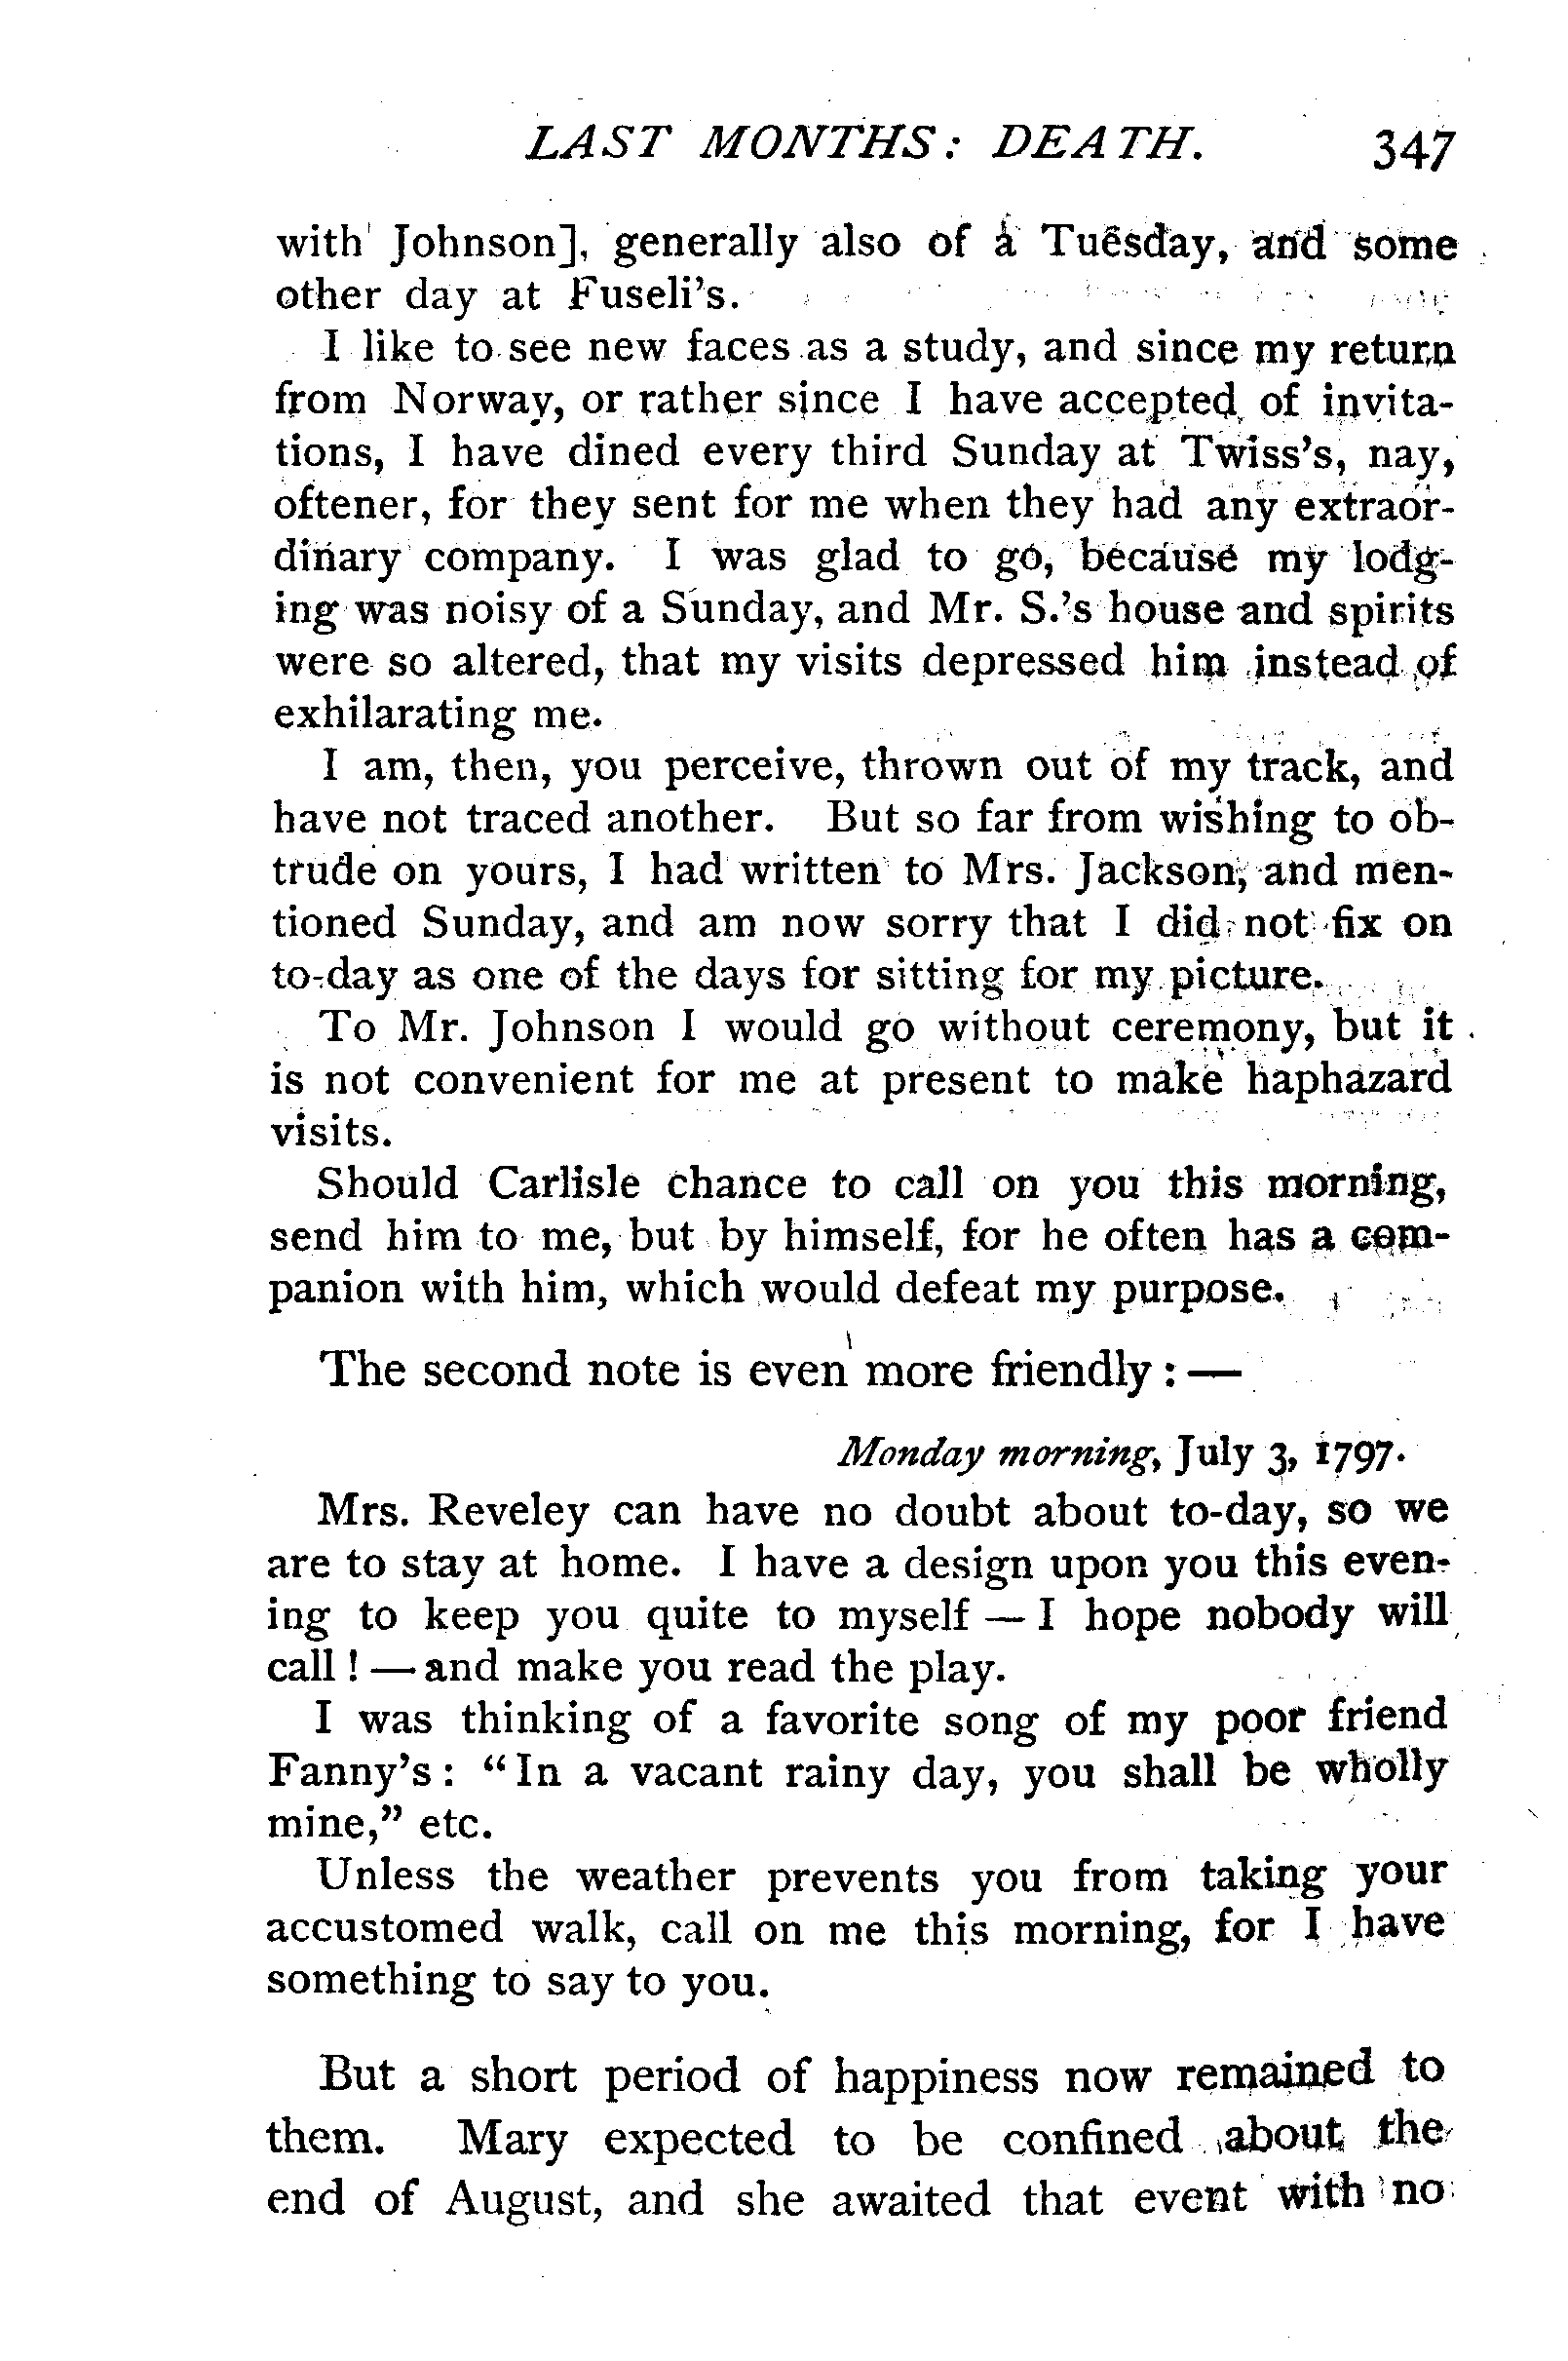 LAST MONTHS: DEATH. 347
with Johnson], generally also of a Tuesday, and some
other day at Fuseli's.
I like to see new faces as a study, and since my return
from Norway, or rather since I have accepted of invita-
tions, I have dined every third Sunday at Twiss's, nay,
oftener, for they sent for me when they had any extraor-
dinary company. I was glad to go, because my lodg-
ing was noisy of a Sunday, and Mr. S.'s house and spirits
were so altered, that my visits depressed him instead of
exhilarating me.
I am, then, you perceive, thrown out of my track, and
have not traced another. But so far from wishing to ob-
trude on yours, I had written to Mrs. Jackson, and men-
tioned Sunday, and am now sorry that I did not fix on
to-day as one of the days for sitting for my picture.
To Mr. Johnson I would go without ceremony, but it
is not convenient for me at present to make haphazard
visits.
Should Carlisle chance to call on you this morning,
send him to me, but by himself, for he often has a com-
panion with him, which would defeat my purpose.
The second note is even more friendly : —
Monday morning, July 3, 1797.
Mrs. Reveley can have no doubt about to-day, so we
are to stay at home. I have a design upon you this even-
ing to keep you quite to myself — I hope nobody will
call ! — and make you read the play.
I was thinking of a favorite song of my poor friend
Fanny's : "In a vacant rainy day, you shall be wholly
mine," etc.
Unless the weather prevents you from taking your
accustomed walk, call on me this morning, for I have
something to say to you.
But a short period of happiness now remained to
them. Mary expected to be confined about the
end of August, and she awaited that event with no